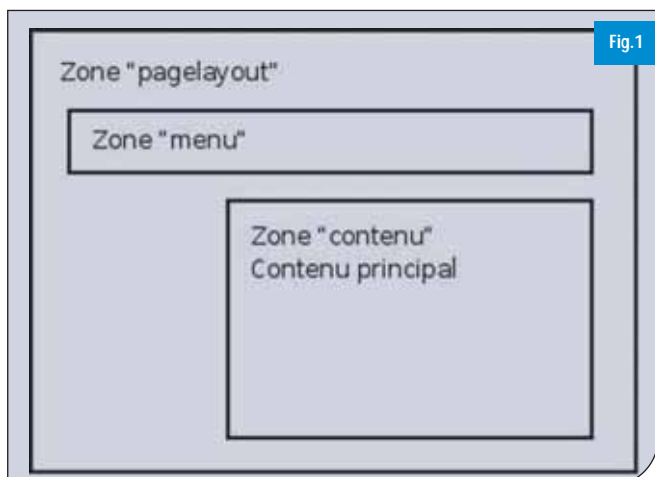 Fig.1
Zone "pagelayout"
Zone "menu"
Zone "contenu"
Contenu principal